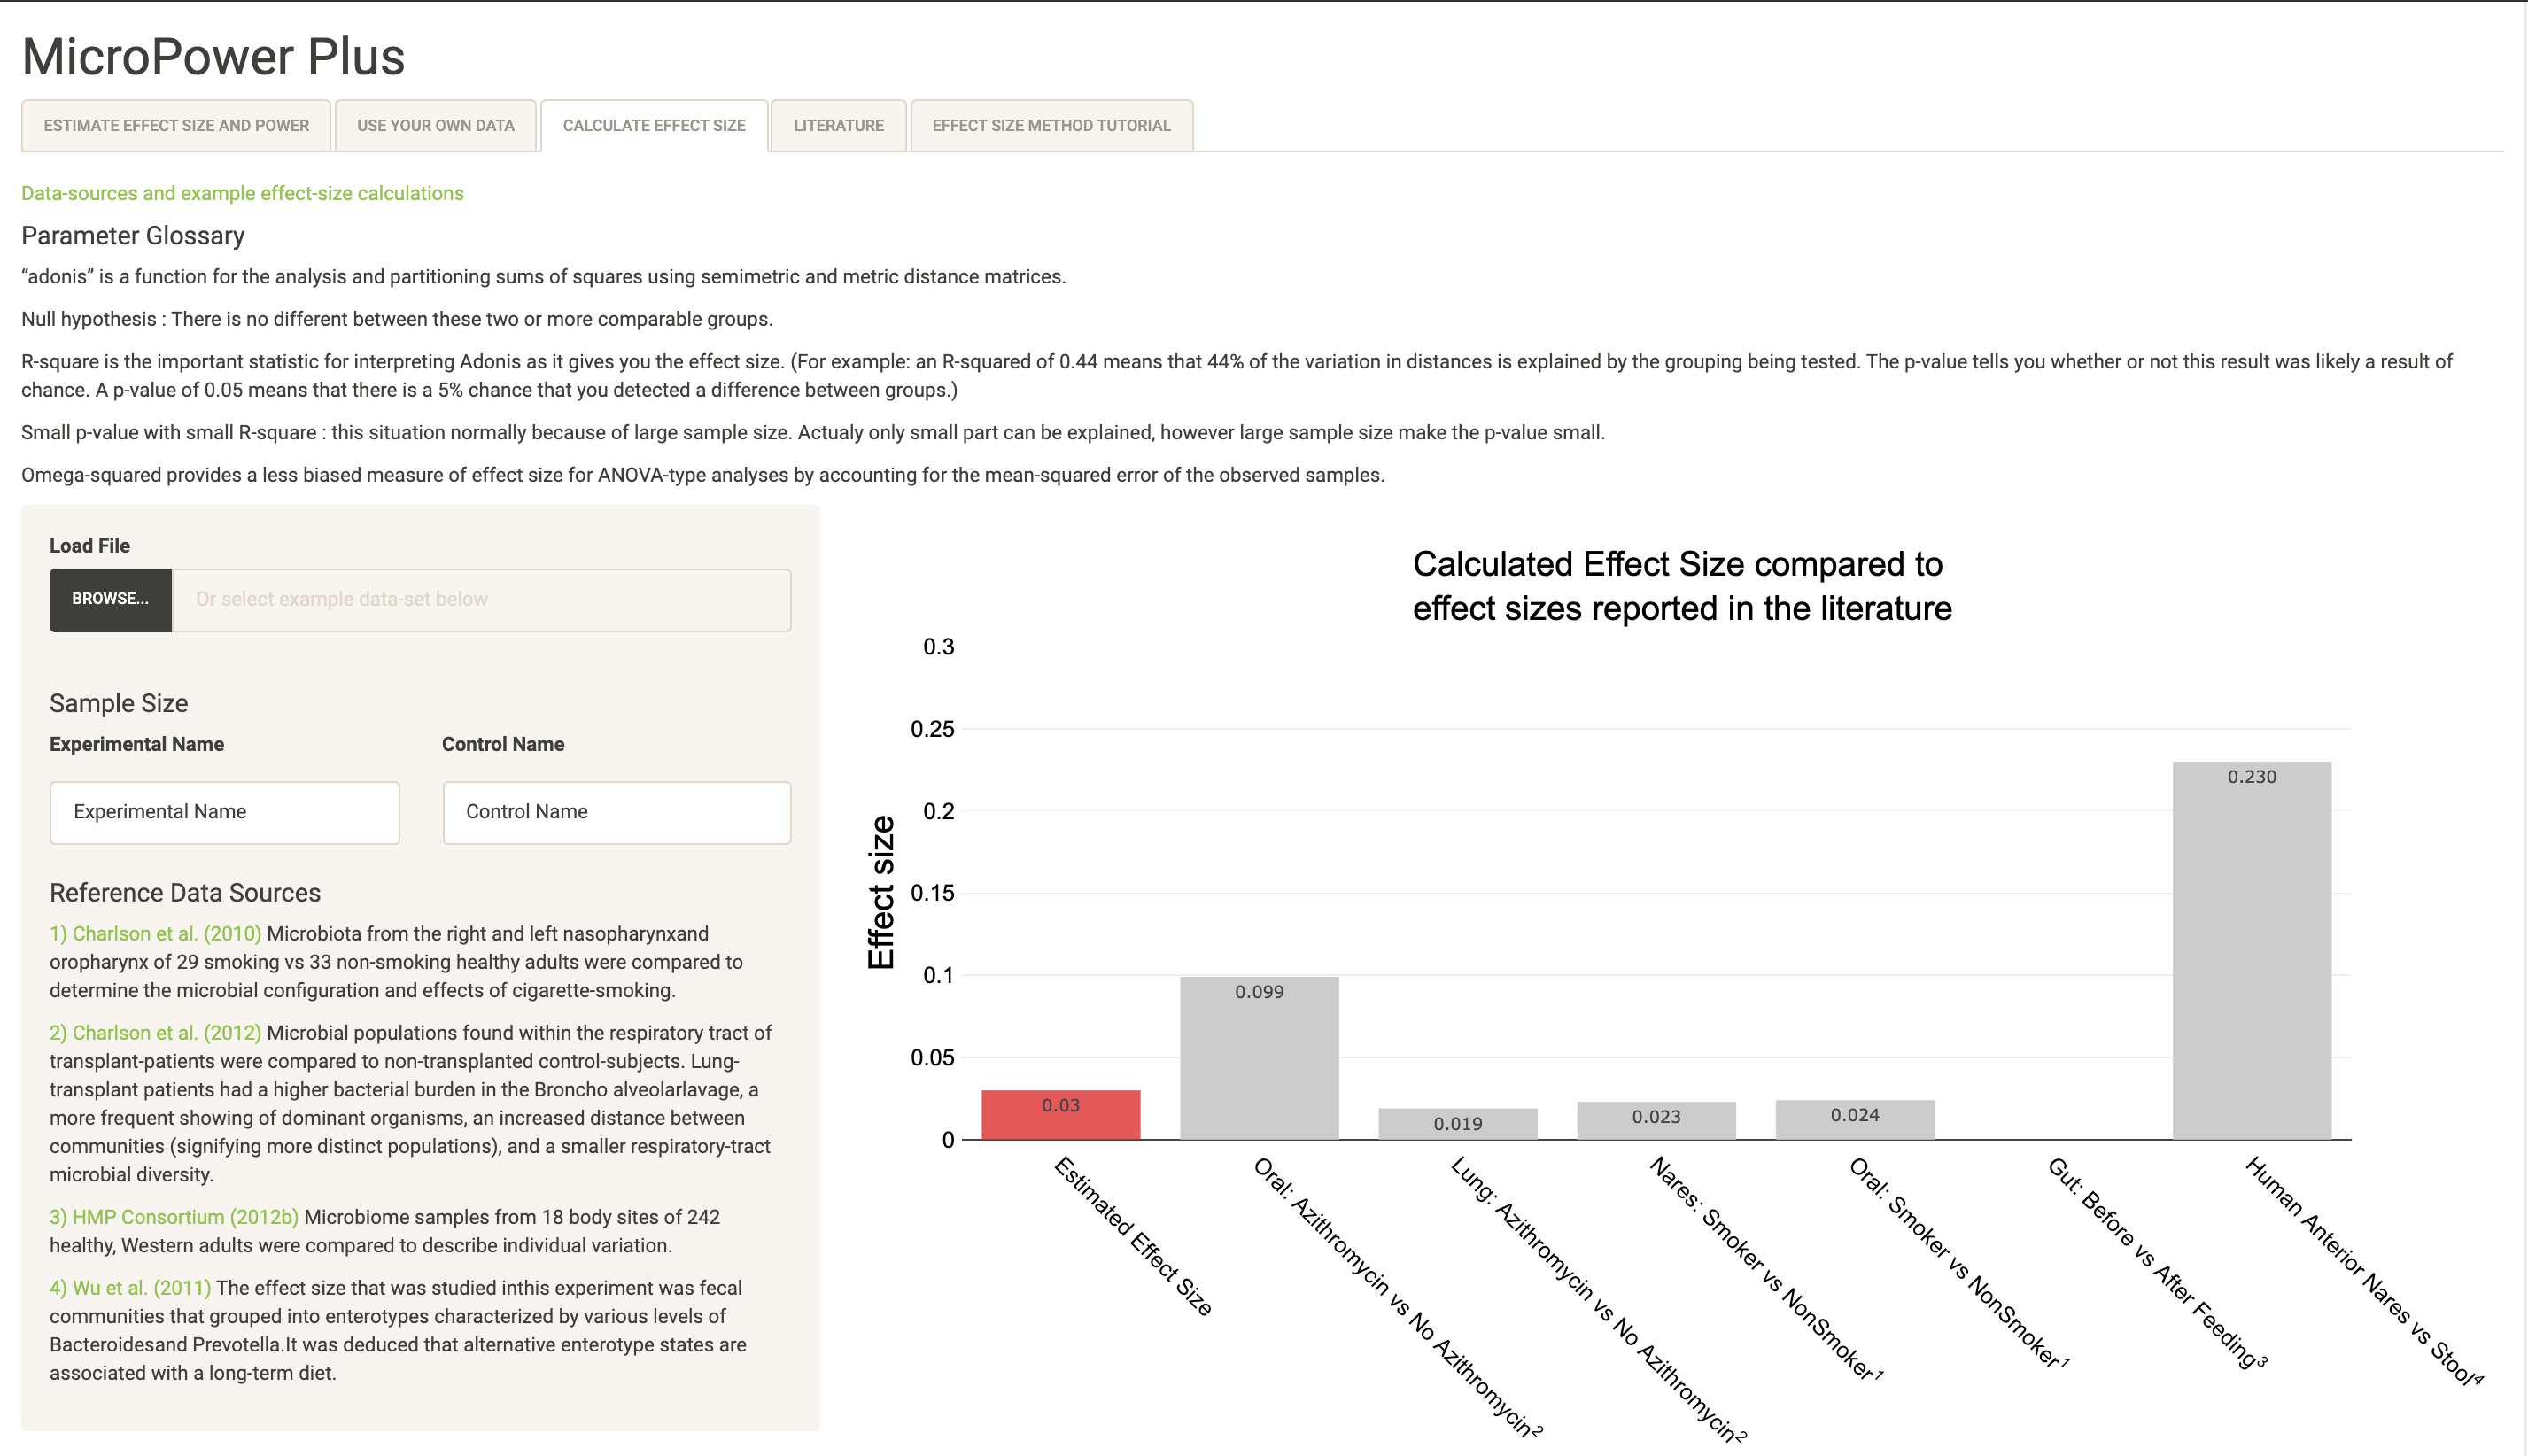 MicroPower Plus
ESTIMATE EFFECT SIZE AND POWER
USE YOUR OWN DATA
CALCULATE EFFECT SIZE
LITERATURE
EFFECT SIZE METHOD TUTORIAL
Data-sources and example effect-size calculations
Parameter Glossary
“adonis” is a function for the analysis and partitioning sums of squares using semimetric and metric distance matrices.
Null hypothesis : There is no different between these two or more comparable groups.
R-square is the important statistic for interpreting Adonis as it gives you the effect size. (For example: an R-squared of 0.44 means that 44% of the variation in distances is explained by the grouping being tested. The p-value tells you whether or not this result was likely a result of
chance. A p-value of 0.05 means that there is a 5% chance that you detected a difference between groups.)
Small p-value with small R-square : this situation normally because of large sample size. Actualy only small part can be explained, however large sample size make the p-value small.
Omega-squared provides a less biased measure of effect size for ANOVA-type analyses by accounting for the mean-squared error of the observed samples.
Load File
BROWSE...
Or select example data-set below
Sample Size
Experimental Name
Control Name
Experimental Name
Control Name
Reference Data Sources
1) Charlson et al. (2010) Microbiota from the right and left nasopharynxand
oropharynx of 29 smoking vs 33 non-smoking healthy adults were compared to
determine the microbial configuration and effects of cigarette-smoking.
2) Charlson et al. (2012) Microbial populations found within the respiratory tract of
transplant-patients were compared to non-transplanted control-subjects. Lung-
transplant patients had a higher bacterial burden in the Broncho alveolarlavage, a
more frequent showing of dominant organisms, an increased distance between
communities (signifying more distinct populations), and a smaller respiratory-tract
microbial diversity.
3) HMP Consortium (2012b) Microbiome samples from 18 body sites of 242
healthy, Western adults were compared to describe individual variation.
4) Wu et al. (2011) The effect size that was studied inthis experiment was fecal
communities that grouped into enterotypes characterized by various levels of
Bacteroidesand Prevotella.It was deduced that alternative enterotype states are
associated with a long-term diet.
Calculated Effect Size compared to
effect sizes reported in the literature
Effect size
0.3
0.25
0.2
0.15
0.1
0.05
0
0.03
0.099
0.019
0.023
0.024
0.230
Estimated Effect Size
Oral: Azithromycin vs No Azithromycin²
Lung: Azithromycin vs No Azithromycin²
Nares: Smoker vs NonSmoker¹
Oral: Smoker vs NonSmoker¹
Gut: Before vs After Feeding³
Human Anterior Nares vs Stool⁴